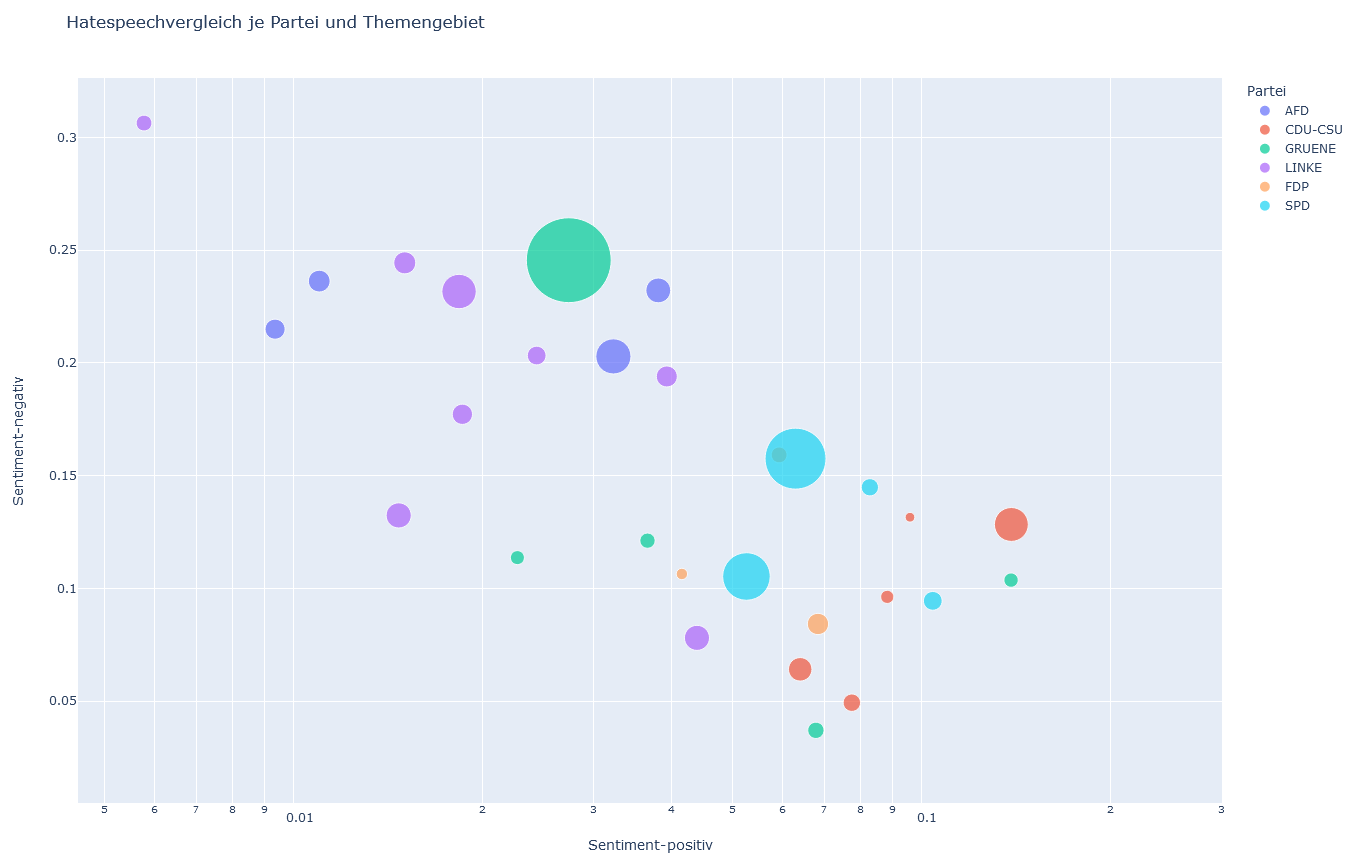 Hatespeechvergleich je Partei und Themengebiet
Partei
AFD
CDU-CSU
GRUENE
LINKE
FDP
SPD
0.3
0.25
0.2
0.15
0.1
0.05
Sentiment-negativ
5 6 7 8 9 0.01 2 3 4 5 6 7 8 9 0.1 2 3
Sentiment-positiv